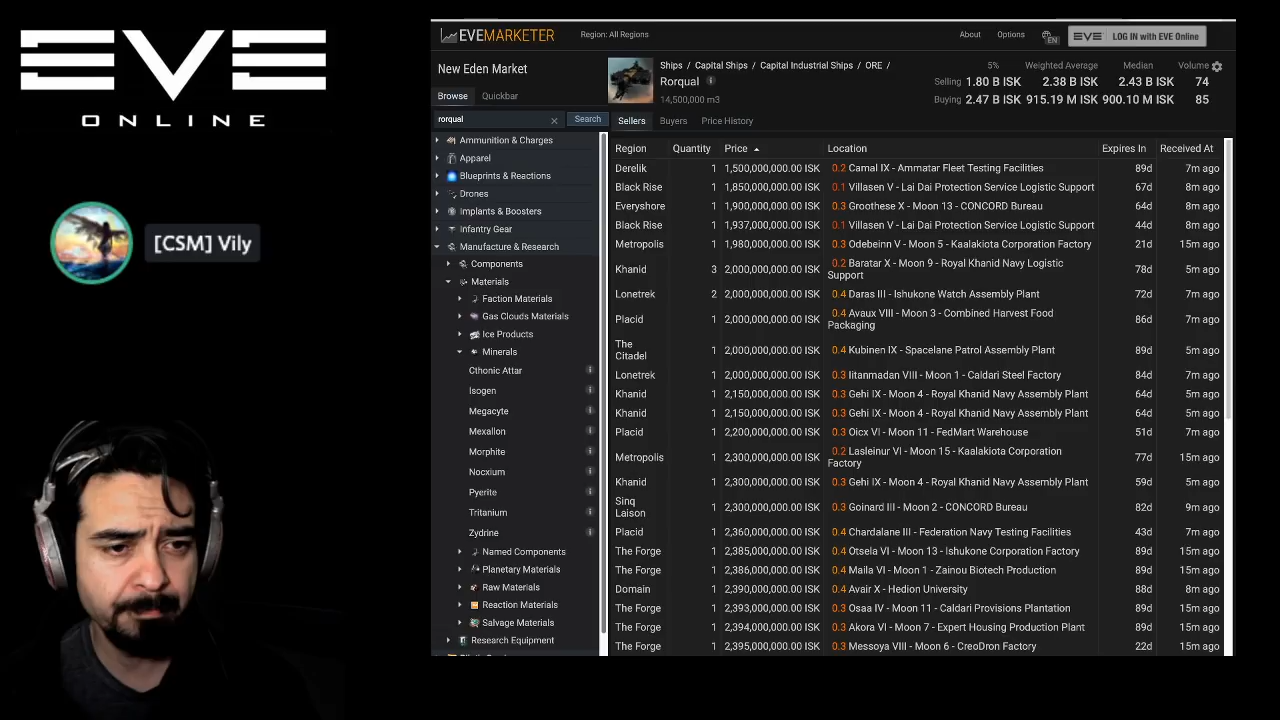 EVE
ONLINE
[CSM] Vily
EVEMARKETER
Region: All Regions
About
Options
EN
EVE LOG IN with EVE Online
New Eden Market
Browse
Quickbar
rorqual
Search
Ammunition & Charges
Apparel
Blueprints & Reactions
Drones
Implants & Boosters
Infantry Gear
Manufacture & Research
Components
Materials
Faction Materials
Gas Clouds Materials
Ice Products
Minerals
Cthonic Attar
Isogen
Megacyte
Mexallon
Morphite
Nocxium
Pyerite
Tritanium
Zydrine
Named Components
Planetary Materials
Raw Materials
Reaction Materials
Salvage Materials
Research Equipment
Ships / Capital Ships / Capital Industrial Ships / ORE /
Rorqual
14,500,000 m3
5% Weighted Average Median Volume
Selling 1.80 B ISK 2.38 B ISK 2.43 B ISK 74
Buying 2.47 B ISK 915.19 M ISK 900.10 M ISK 85
Sellers Buyers Price History
Region Quantity Price Location Expires In Received At
Derelik 1 1,500,000,000.00 ISK 0.2 Camal IX - Ammatar Fleet Testing Facilities 89d 7m ago
Black Rise 1 1,850,000,000.00 ISK 0.1 Villasen V - Lai Dai Protection Service Logistic Support 67d 8m ago
Everyshore 1 1,900,000,000.00 ISK 0.3 Groothese X - Moon 13 - CONCORD Bureau 64d 8m ago
Black Rise 1 1,937,000,000.00 ISK 0.1 Villasen V - Lai Dai Protection Service Logistic Support 44d 8m ago
Metropolis 1 1,980,000,000.00 ISK 0.3 Odebeinn V - Moon 5 - Kaalakiota Corporation Factory 21d 15m ago
Khanid 3 2,000,000,000.00 ISK 0.2 Baratar X - Moon 9 - Royal Khanid Navy Logistic
Support 78d 5m ago
Lonetrek 2 2,000,000,000.00 ISK 0.4 Daras III - Ishukone Watch Assembly Plant 72d 7m ago
Placid 1 2,000,000,000.00 ISK 0.4 Avaux VIII - Moon 3 - Combined Harvest Food
Packaging 86d 7m ago
The
Citadel 1 2,000,000,000.00 ISK 0.4 Kubinen IX - Spacelane Patrol Assembly Plant 89d 5m ago
Lonetrek 1 2,000,000,000.00 ISK 0.3 Iitanmadan VIII - Moon 1 - Caldari Steel Factory 84d 7m ago
Khanid 1 2,150,000,000.00 ISK 0.3 Gehi IX - Moon 4 - Royal Khanid Navy Assembly Plant 64d 5m ago
Khanid 1 2,150,000,000.00 ISK 0.3 Gehi IX - Moon 4 - Royal Khanid Navy Assembly Plant 64d 5m ago
Placid 1 2,200,000,000.00 ISK 0.3 Oicx VI - Moon 11 - FedMart Warehouse 51d 7m ago
Metropolis 1 2,300,000,000.00 ISK 0.2 Lasleinur VI - Moon 15 - Kaalakiota Corporation
Factory 77d 15m ago
Khanid 1 2,300,000,000.00 ISK 0.3 Gehi IX - Moon 4 - Royal Khanid Navy Assembly Plant 59d 5m ago
Sinq
Laison 1 2,300,000,000.00 ISK 0.3 Goinard III - Moon 2 - CONCORD Bureau 82d 9m ago
Placid 1 2,360,000,000.00 ISK 0.4 Chardalane III - Federation Navy Testing Facilities 43d 7m ago
The Forge 1 2,385,000,000.00 ISK 0.4 Otsela VI - Moon 13 - Ishukone Corporation Factory 89d 15m ago
The Forge 1 2,386,000,000.00 ISK 0.4 Maila VI - Moon 1 - Zainou Biotech Production 89d 15m ago
Domain 1 2,390,000,000.00 ISK 0.4 Avair X - Hedion University 88d 8m ago
The Forge 1 2,393,000,000.00 ISK 0.3 Osaa IV - Moon 11 - Caldari Provisions Plantation 89d 15m ago
The Forge 1 2,394,000,000.00 ISK 0.3 Akora VI - Moon 7 - Expert Housing Production Plant 89d 15m ago
The Forge 1 2,395,000,000.00 ISK 0.4 Messoya VIII - Moon 6 - CreoDron Factory 22d 15m ago